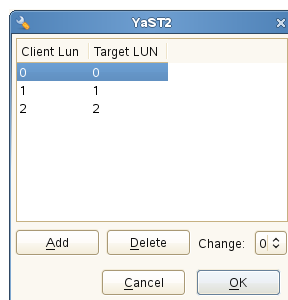 YaST2
Client Lun Target LUN
0 0
1 1
2 2
Add Delete Change: 0
Cancel OK